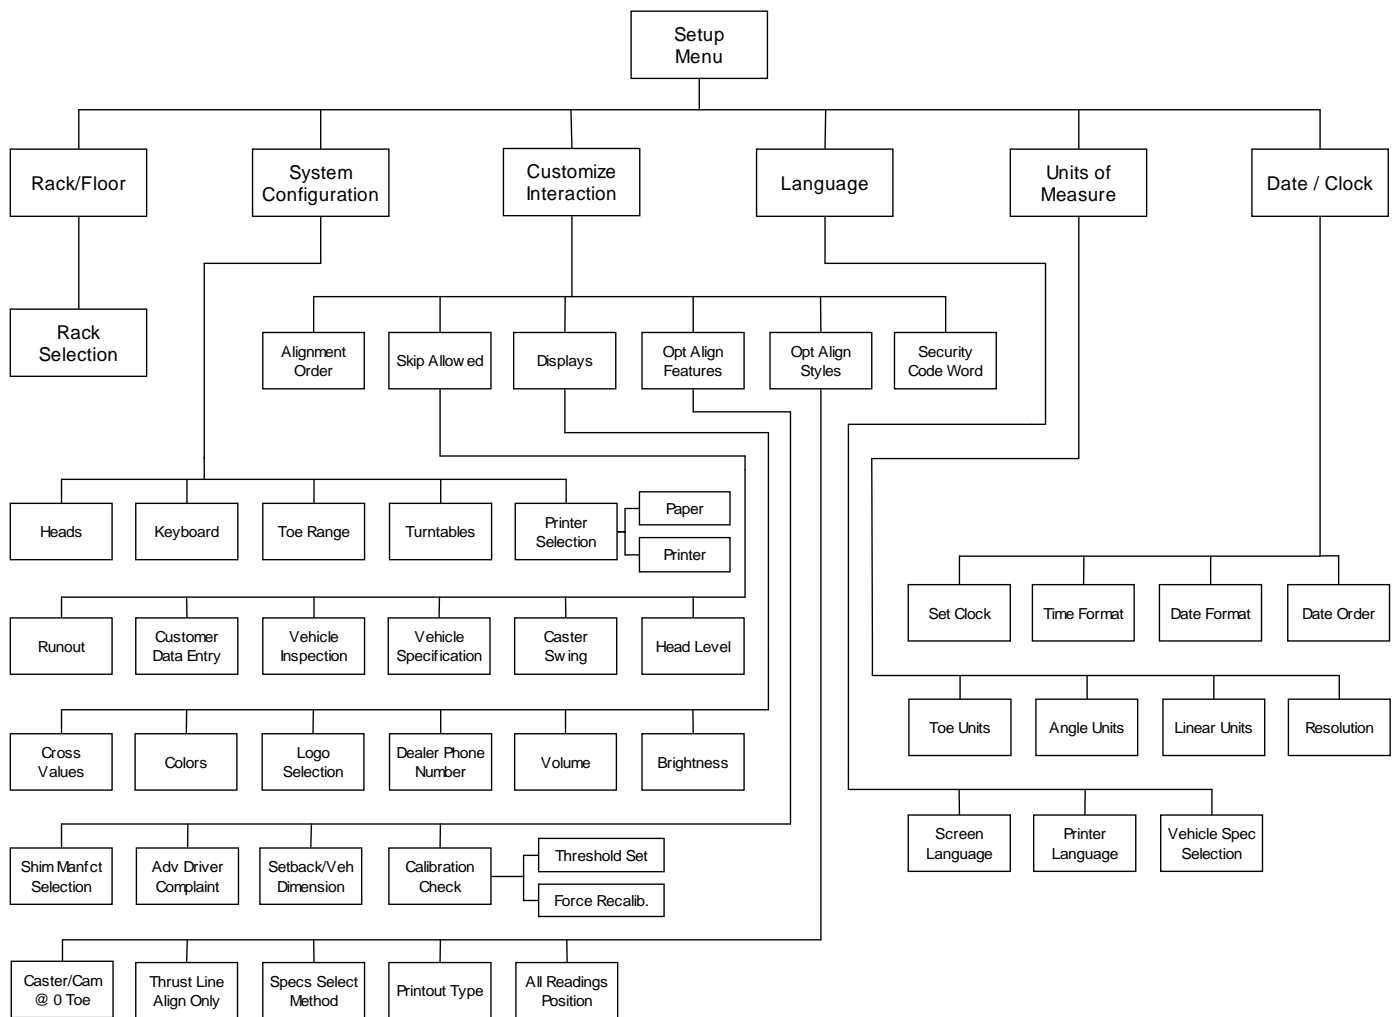 Setup
Menu
Rack/Floor
System
Configuration
Customize
Interaction
Language
Units of
Measure
Date / Clock
Rack
Selection
Alignment
Order
Skip Allowed
Displays
Opt Align
Features
Opt Align
Styles
Security
Code Word
Heads
Keyboard
Toe Range
Turntables
Printer
Selection
Paper
Printer
Set Clock
Time Format
Date Format
Date Order
Runout
Customer
Data Entry
Vehicle
Inspection
Vehicle
Specification
Caster
Swing
Head Level
Toe Units
Angle Units
Linear Units
Resolution
Cross
Values
Colors
Logo
Selection
Dealer Phone
Number
Volume
Brightness
Screen
Language
Printer
Language
Vehicle Spec
Selection
Shim Manfct
Selection
Adv Driver
Complaint
Setback/Veh
Dimension
Calibration
Check
Threshold Set
Force Recalib.
Caster/Cam
@ 0 Toe
Thrust Line
Align Only
Specs Select
Method
Printout Type
All Readings
Position